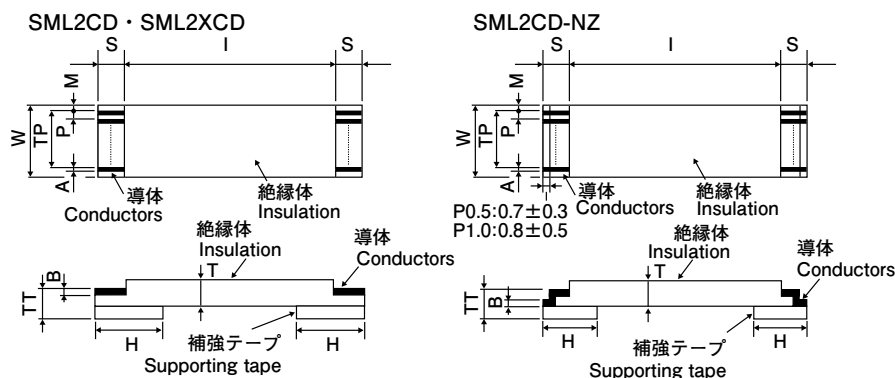 SML2CD・SML2XCD
S
I
S
M
W
TP
P
A
導体
Conductors
絶縁体
Insulation
絶縁体
Insulation
導体
Conductors
B
TT
T
H
補強テープ
Supporting tape
H
SML2CD-NZ
S
I
S
M
W
TP
P
A
導体
Conductors
絶縁体
Insulation
P0.5:0.7±0.3
P1.0:0.8±0.5
絶縁体
Insulation
導体
Conductors
T
TT
B
H
補強テープ
Supporting tape
H